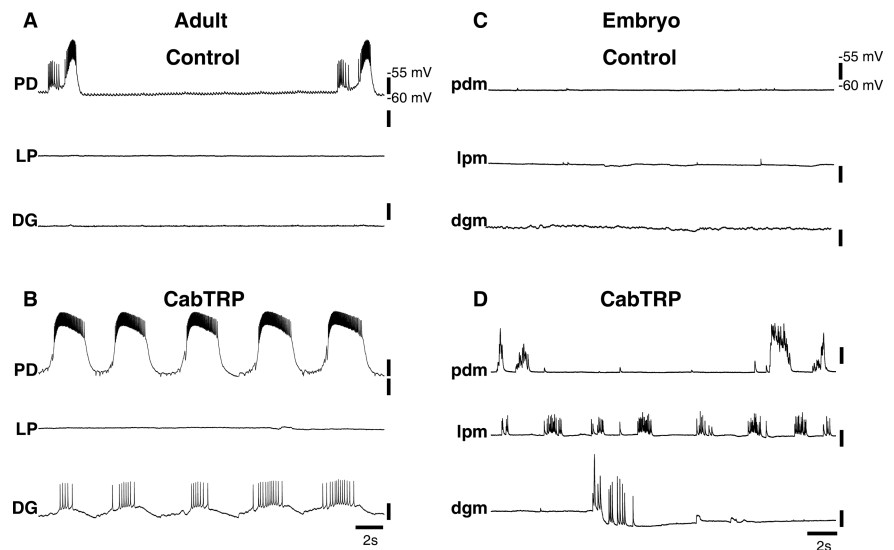 A Adult C Embryo
Control Control
PD -55 mV -60 mV pdm -55 mV -60 mV
LP lpm
DG dgm
B CabTRP D CabTRP
PD pdm
LP lpm
DG dgm
2s 2s